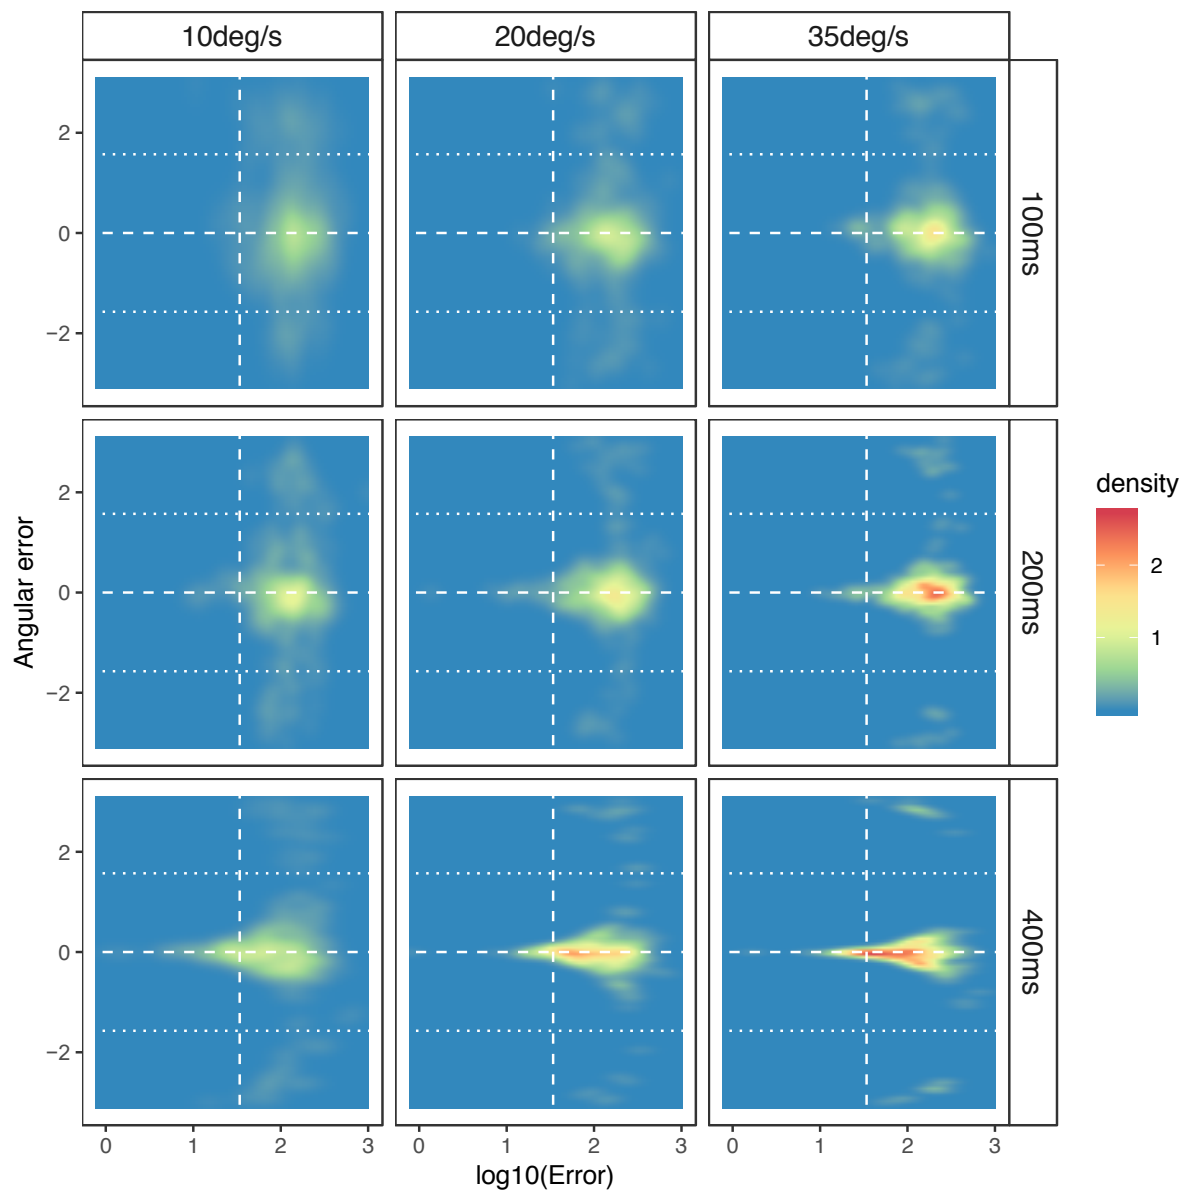 10deg/s 20deg/s 35deg/s
2
0
−2
100ms
2
0
−2
200ms
2
0
−2
400ms
Angular error
0 1 2 3 0 1 2 3 0 1 2 3
log10(Error)
density
2
1